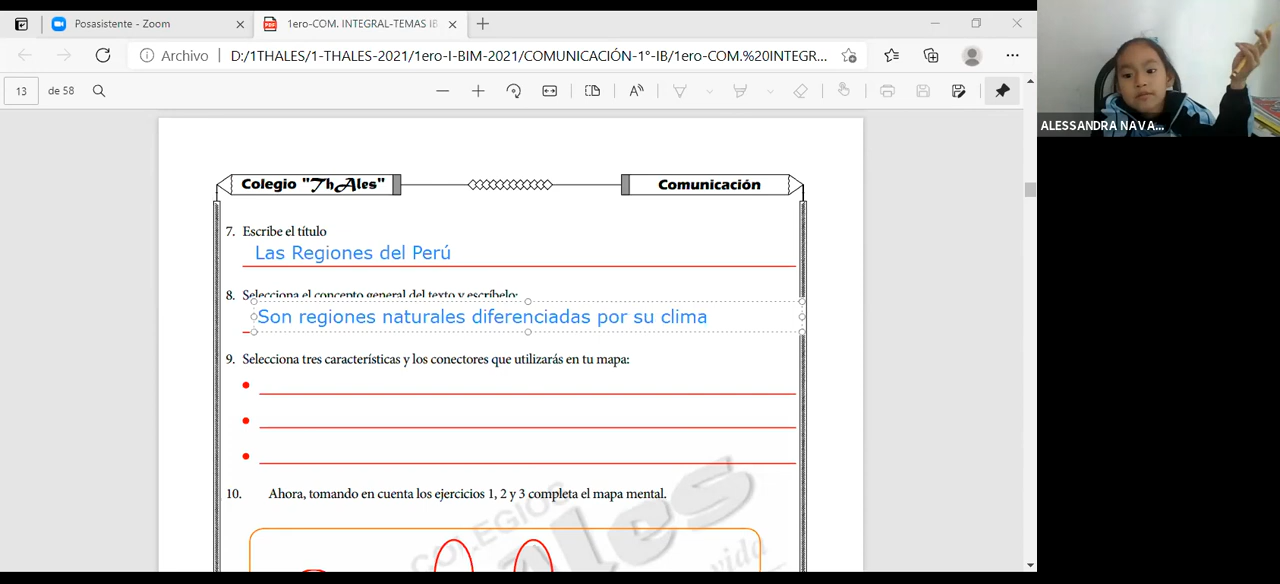 Posasistente - Zoom
1ero-COM. INTEGRAL-TEMAS IB
Archivo
D:/1THALES/1-THALES-2021/1ero-I-BIM-2021/COMUNICACIÓN-1°-IB/1ero-COM.%20INTEGR...
13
de 58
ALESSANDRA NAVA...
Colegio "ThAles"
Comunicación
7. Escribe el título
Las Regiones del Perú
8. Selecciona el concepto general del texto y escríbelo:
Son regiones naturales diferenciadas por su clima
9. Selecciona tres características y los conectores que utilizarás en tu mapa:
10. Ahora, tomando en cuenta los ejercicios 1, 2 y 3 completa el mapa mental.
COLEGIOS
ales
vida